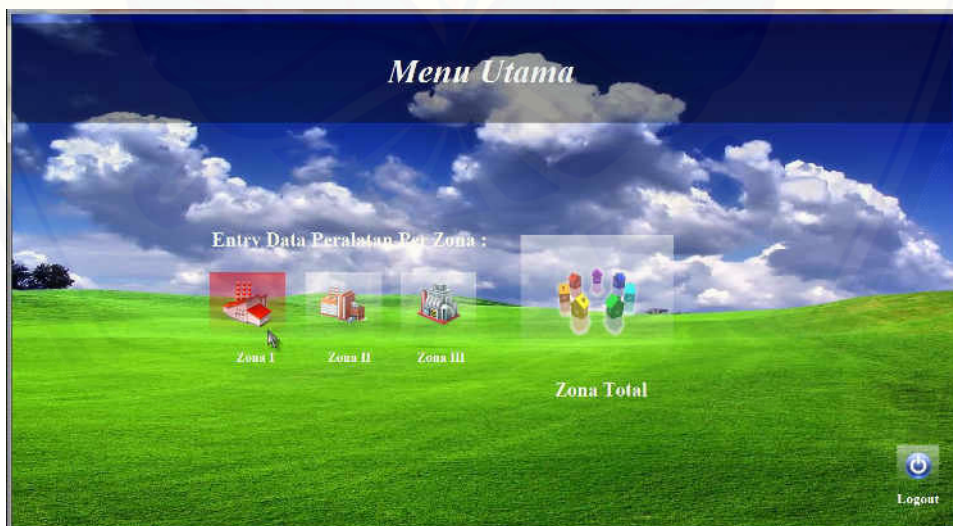 Menu Utama
Entry Data Peralatan Per Zona :
Zona I
Zona II
Zona III
Zona Total
Logout